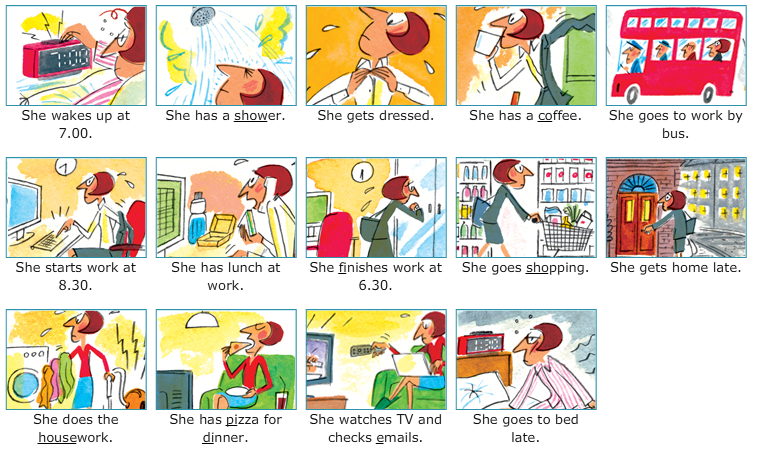 She wakes up at
7.00.
She has a shower.
She gets dressed.
She has a coffee.
She goes to work by
bus.
She starts work at
8.30.
She has lunch at
work.
She finishes work at
6.30.
She goes shopping.
She gets home late.
She does the
housework.
She has pizza for
dinner.
She watches TV and
checks emails.
She goes to bed
late.